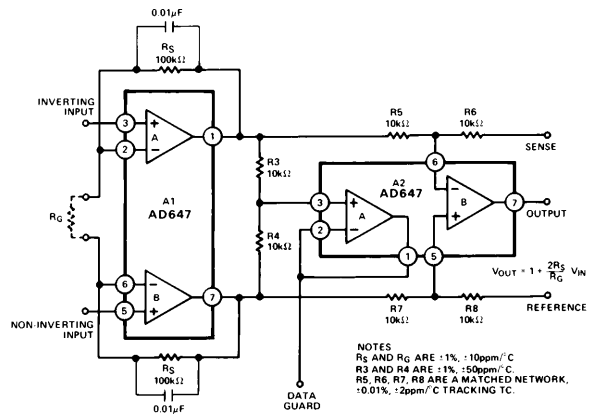 0.01µF
RS
100kΩ
INVERTING
INPUT
3
+
A
2
−
1
A1
AD647
RG
6
−
B
5
+
7
NON-INVERTING
INPUT
RS
100kΩ
0.01µF
R3
10kΩ
R4
10kΩ
R5
10kΩ
R6
10kΩ
SENSE
A2
AD647
3
+
A
2
−
1
6
−
B
+
5
7
OUTPUT
VOUT = 1 + 2RS/RG VIN
R7
10kΩ
R8
10kΩ
REFERENCE
DATA
GUARD
NOTES
RS AND RG ARE ±1%, ±10ppm/°C
R3 AND R4 ARE ±1%, ±50ppm/°C.
R5, R6, R7, R8 ARE A MATCHED NETWORK,
±0.01%, ±2ppm/°C TRACKING TC.